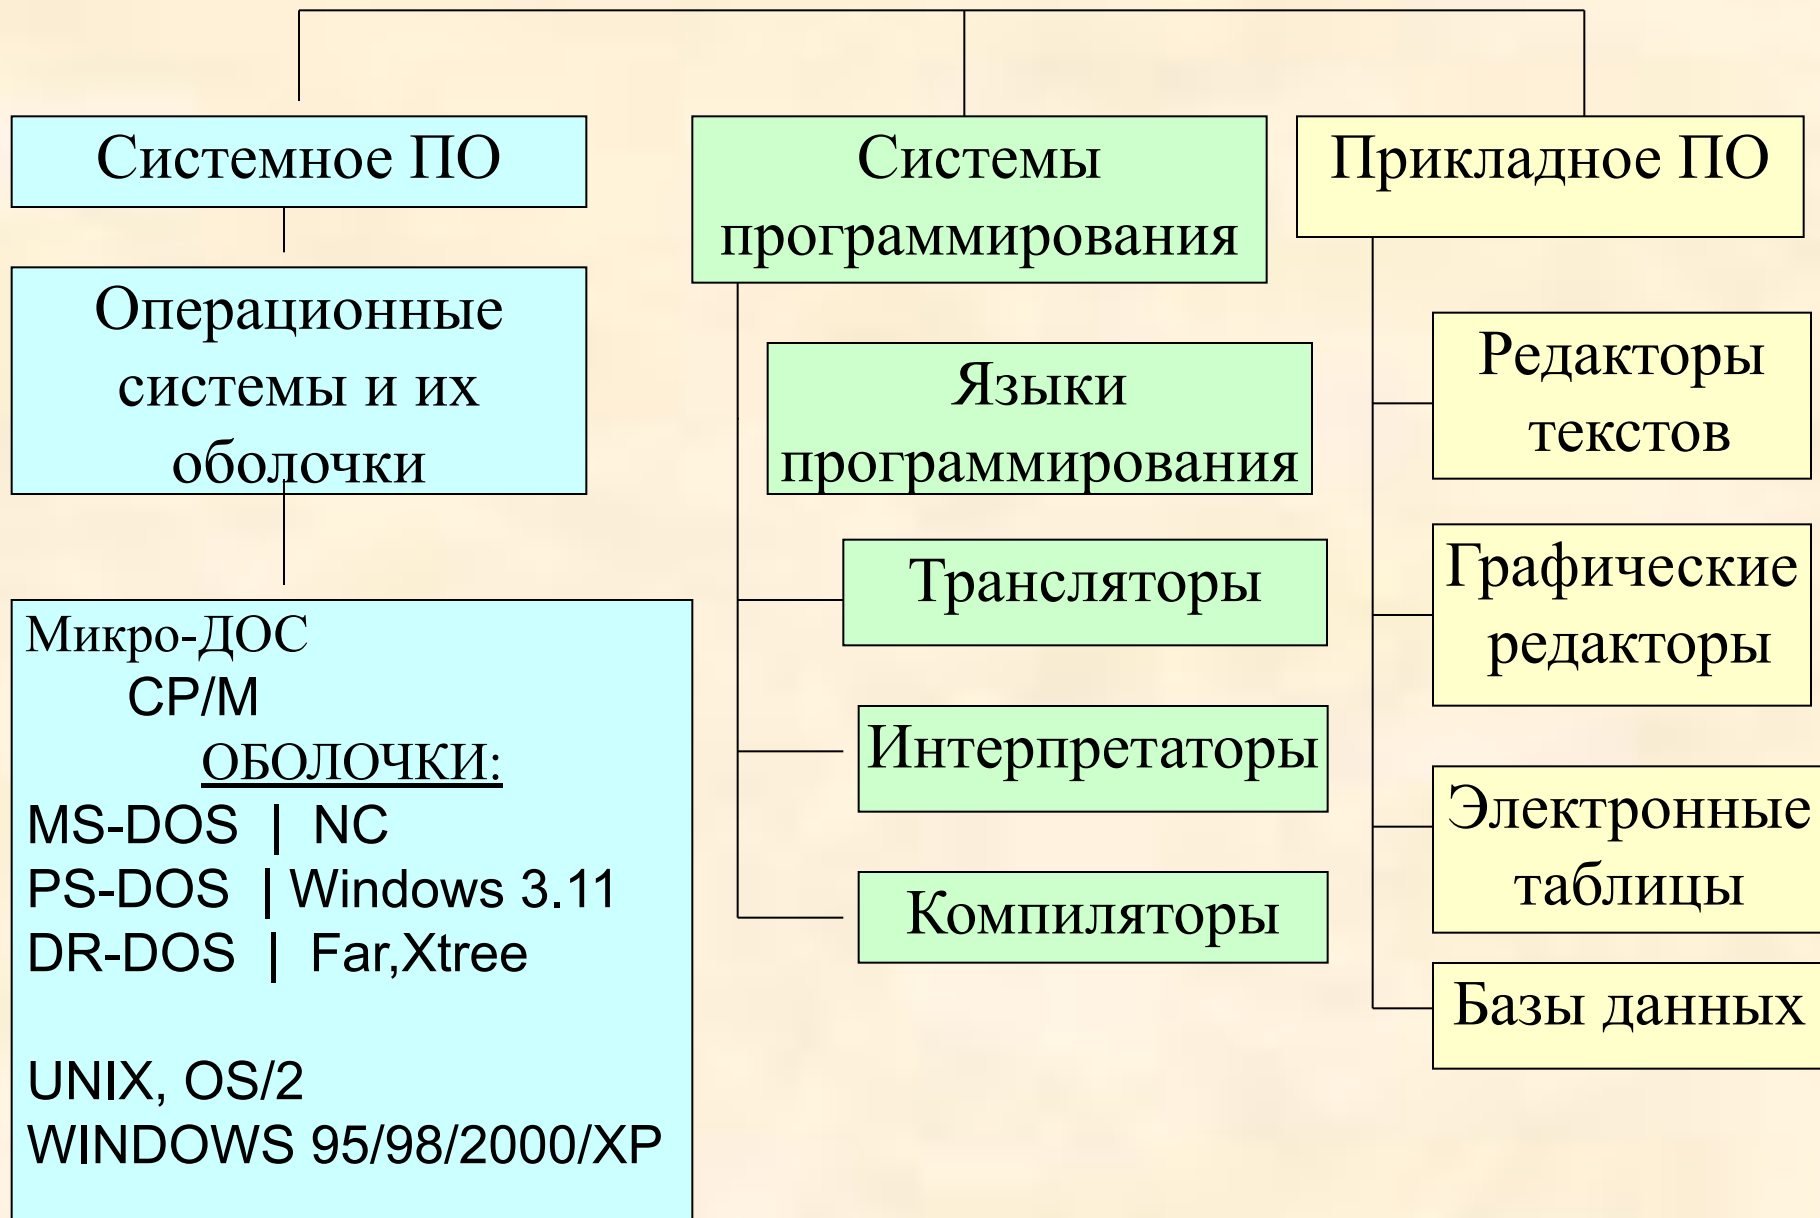 Системное ПО
Операционные
системы и их
оболочки
Микро-ДОС
CP/M
ОБОЛОЧКИ:
MS-DOS | NC
PS-DOS | Windows 3.11
DR-DOS | Far,Xtree
UNIX, OS/2
WINDOWS 95/98/2000/XP
Системы
программирования
Языки
программирования
Трансляторы
Интерпретаторы
Компиляторы
Прикладное ПО
Редакторы
текстов
Графические
редакторы
Электронные
таблицы
Базы данных